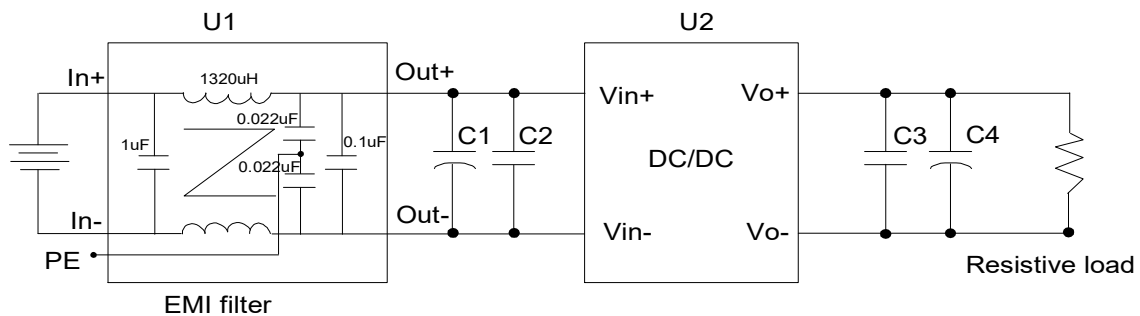 U1
U2
In+
1320uH
Out+
0.022uF
1uF
0.1uF
0.022uF
C1
C2
Vin+
Vo+
DC/DC
C3
C4
In-
Out-
Vin-
Vo-
PE
Resistive load
EMI filter